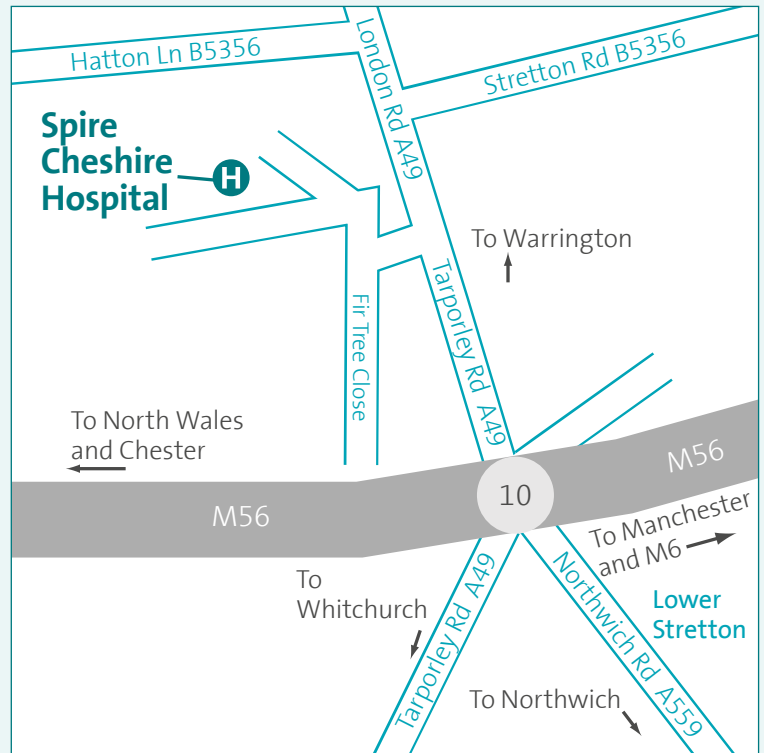 Hatton Ln B5356
London Rd A49
Stretton Rd B5356
Spire
Cheshire
Hospital
H
To Warrington
Tarporley Rd A49
Fir Tree Close
To North Wales
and Chester
M56
10
M56
To Manchester
and M6
To
Whitchurch
Tarporley Rd A49
Northwich Rd A559
Lower
Stretton
To Northwich